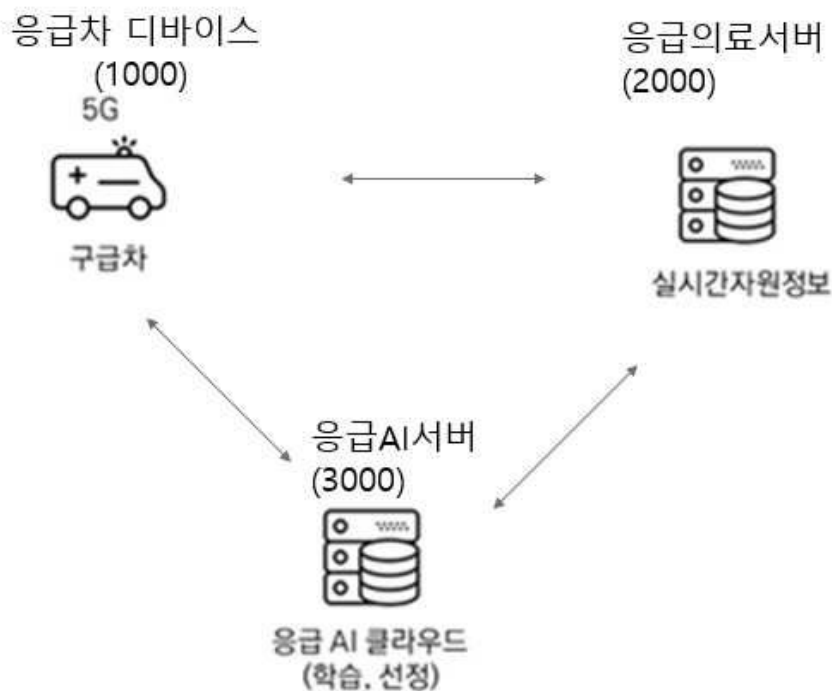 응급차 디바이스
(1000)
5G
구급차
응급의료서버
(2000)
실시간자원정보
응급AI서버
(3000)
응급 AI 클라우드
(학습, 선정)